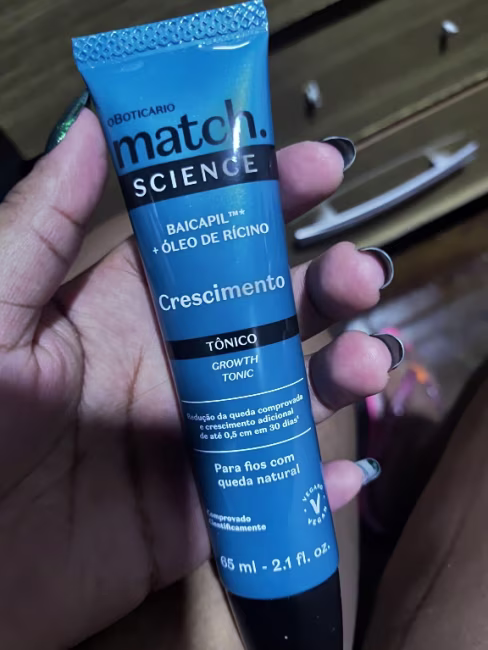 oBOTICÁRIO
match.
SCIENCE
BAICAPIL™*
+ ÓLEO DE RÍCINO
Crescimento
TÔNICO
GROWTH
TONIC
Redução da queda comprovada
e crescimento adicional
de até 0,5 cm em 30 dias*
Para fios com
queda natural
VEGANO
V
VEGAN
Comprovado
Cientificamente
65 ml - 2.1 fl. oz.